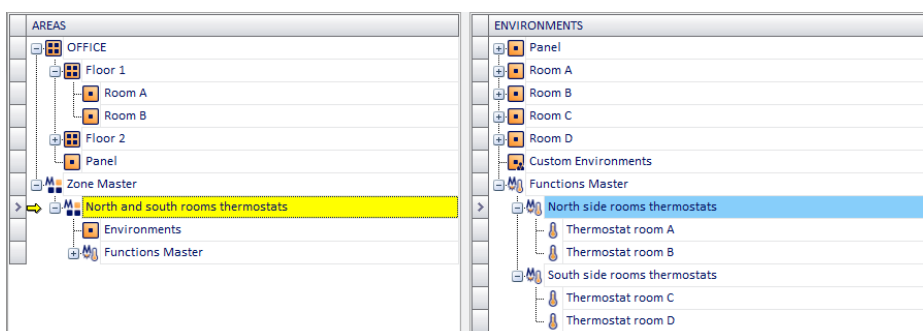 AREAS
OFFICE
Floor 1
Room A
Room B
Floor 2
Panel
Zone Master
North and south rooms thermostats
Environments
Functions Master
ENVIRONMENTS
Panel
Room A
Room B
Room C
Room D
Custom Environments
Functions Master
North side rooms thermostats
Thermostat room A
Thermostat room B
South side rooms thermostats
Thermostat room C
Thermostat room D